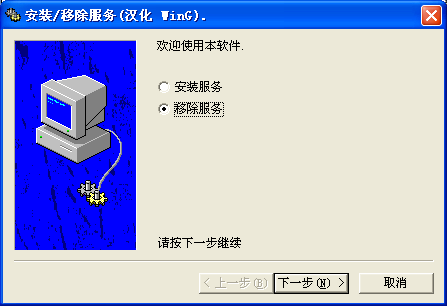 安装/移除服务(汉化 WinG).
欢迎使用本软件.
安装服务
移除服务
请按下一步继续
< 上一步(B) 下一步(N) > 取消